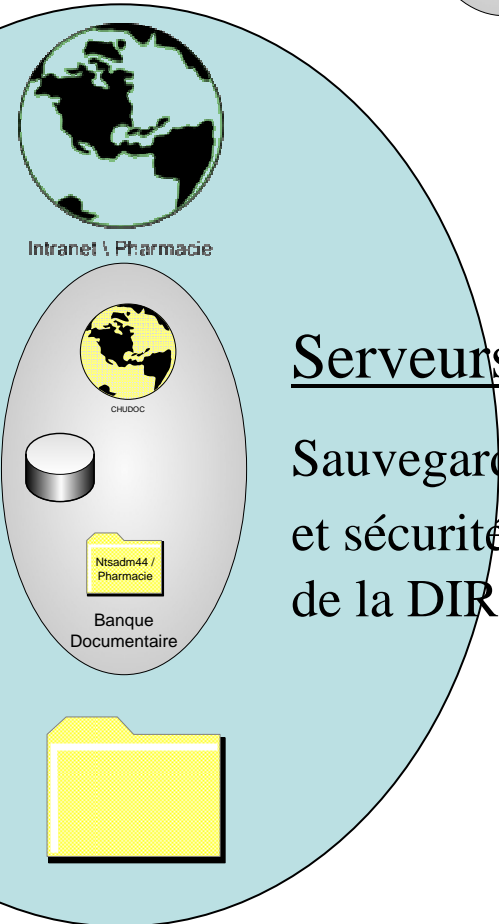 Intranet \ Pharmacie
CHUDOC
Ntsadm44 /
Pharmacie
Banque
Documentaire
Serveurs
Sauvegard
et sécurité
de la DIR